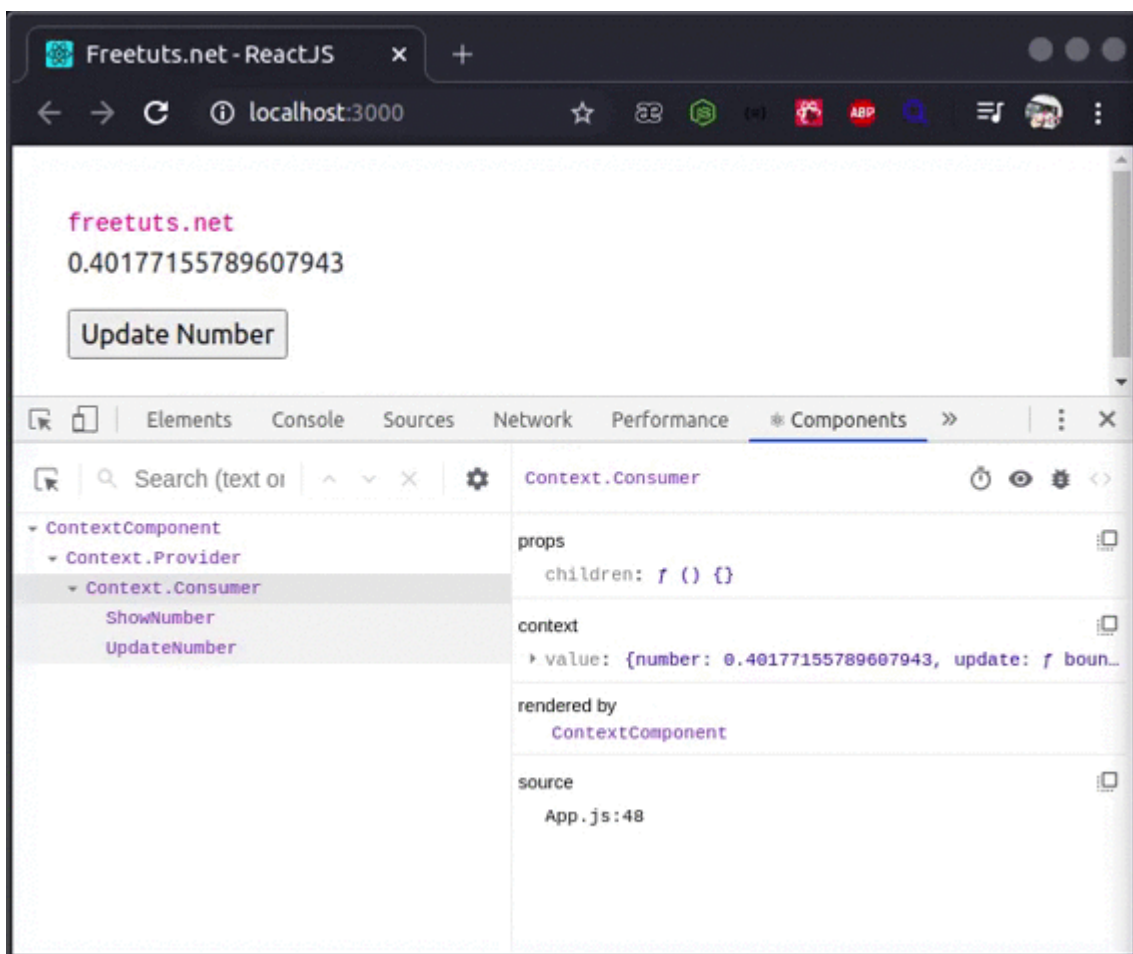 Freetuts.net - ReactJS
localhost:3000
ABP
freetuts.net
0.40177155789607943
Update Number
Elements Console Sources Network Performance Components
Search (text or
ContextComponent
Context.Provider
Context.Consumer
ShowNumber
UpdateNumber
Context.Consumer
props
children: ƒ () {}
context
value: {number: 0.40177155789607943, update: ƒ boun…
rendered by
ContextComponent
source
App.js:48